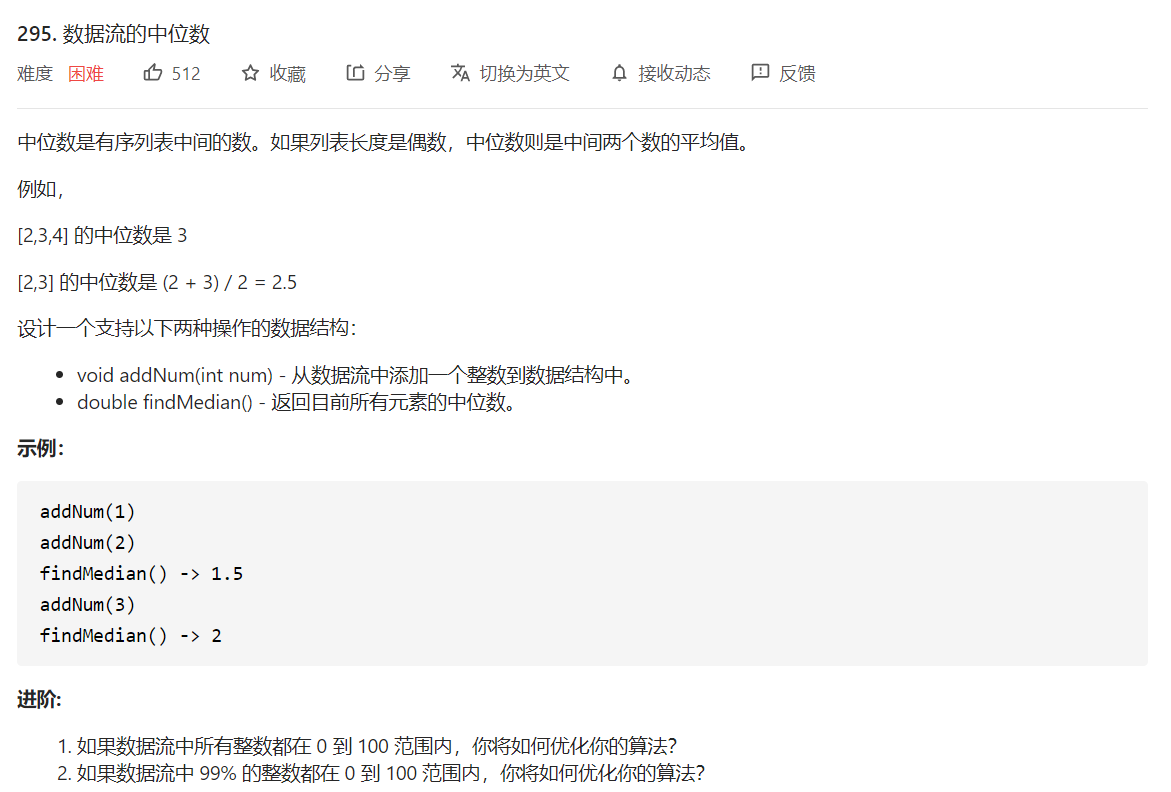 295. 数据流的中位数
难度 困难 512 收藏 分享 切换为英文 接收动态 反馈
中位数是有序列表中间的数。如果列表长度是偶数，中位数则是中间两个数的平均值。
例如，
[2,3,4] 的中位数是 3
[2,3] 的中位数是 (2 + 3) / 2 = 2.5
设计一个支持以下两种操作的数据结构：
• void addNum(int num) - 从数据流中添加一个整数到数据结构中。
• double findMedian() - 返回目前所有元素的中位数。
示例：
addNum(1)
addNum(2)
findMedian() -> 1.5
addNum(3)
findMedian() -> 2
进阶:
1. 如果数据流中所有整数都在 0 到 100 范围内，你将如何优化你的算法？
2. 如果数据流中 99% 的整数都在 0 到 100 范围内，你将如何优化你的算法？